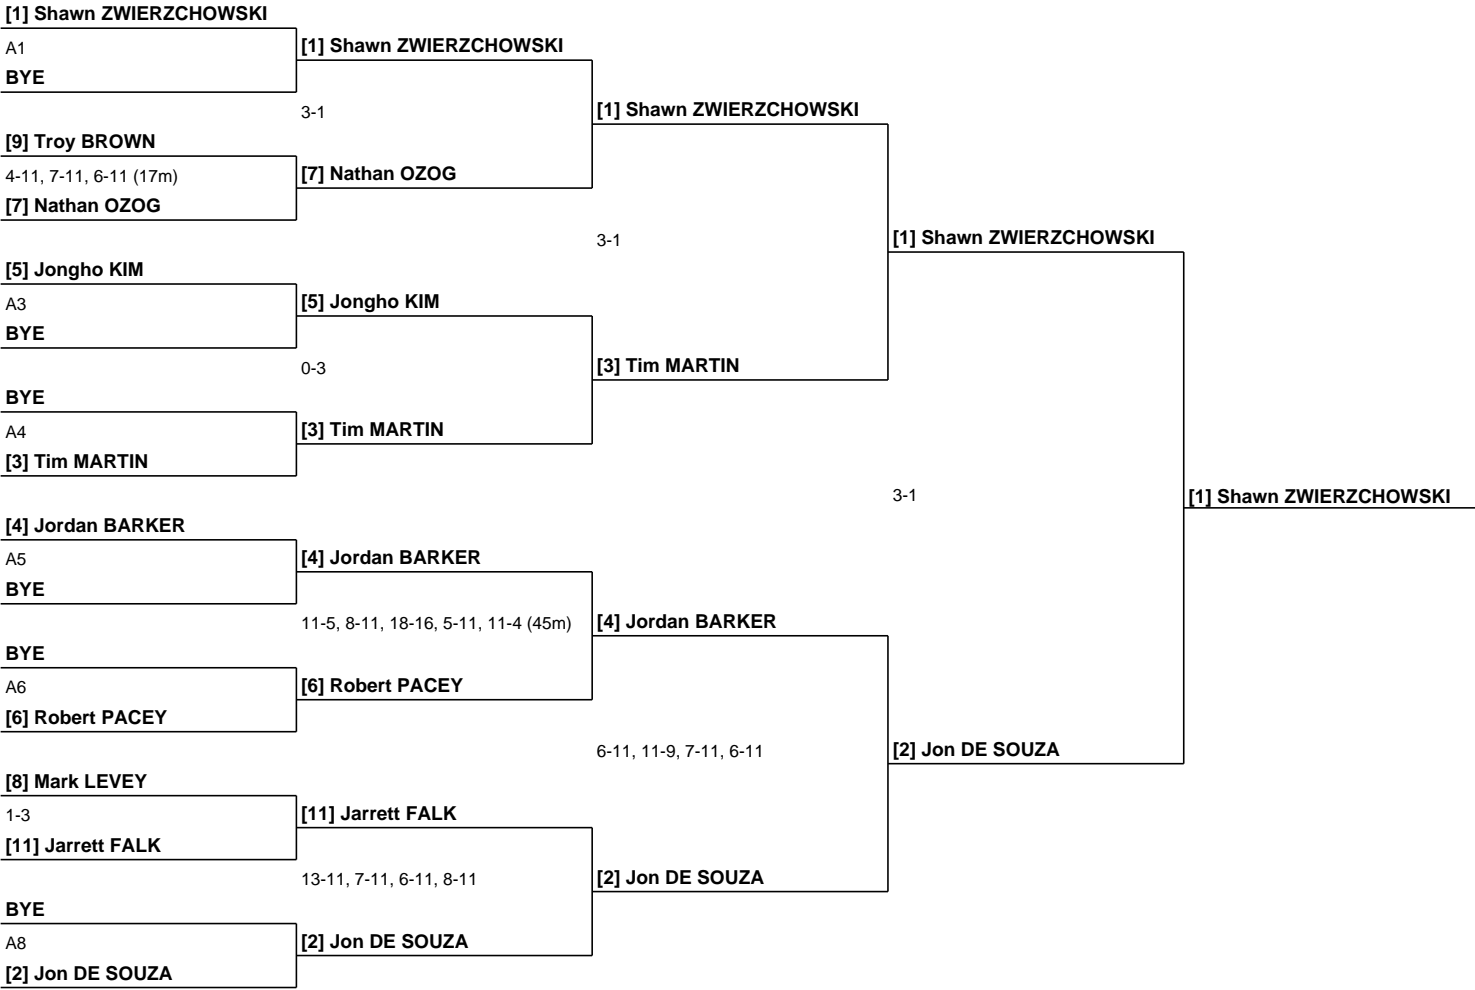 [1] Shawn ZWIERZCHOWSKI
A1
BYE
[1] Shawn ZWIERZCHOWSKI
3-1
[1] Shawn ZWIERZCHOWSKI
[9] Troy BROWN
4-11, 7-11, 6-11 (17m)
[7] Nathan OZOG
[7] Nathan OZOG
3-1
[1] Shawn ZWIERZCHOWSKI
[5] Jongho KIM
A3
BYE
[5] Jongho KIM
0-3
[3] Tim MARTIN
BYE
A4
[3] Tim MARTIN
[3] Tim MARTIN
3-1
[1] Shawn ZWIERZCHOWSKI
[4] Jordan BARKER
A5
BYE
[4] Jordan BARKER
11-5, 8-11, 18-16, 5-11, 11-4 (45m)
[4] Jordan BARKER
BYE
A6
[6] Robert PACEY
[6] Robert PACEY
6-11, 11-9, 7-11, 6-11
[2] Jon DE SOUZA
[8] Mark LEVEY
1-3
[11] Jarrett FALK
[11] Jarrett FALK
13-11, 7-11, 6-11, 8-11
[2] Jon DE SOUZA
BYE
A8
[2] Jon DE SOUZA
[2] Jon DE SOUZA